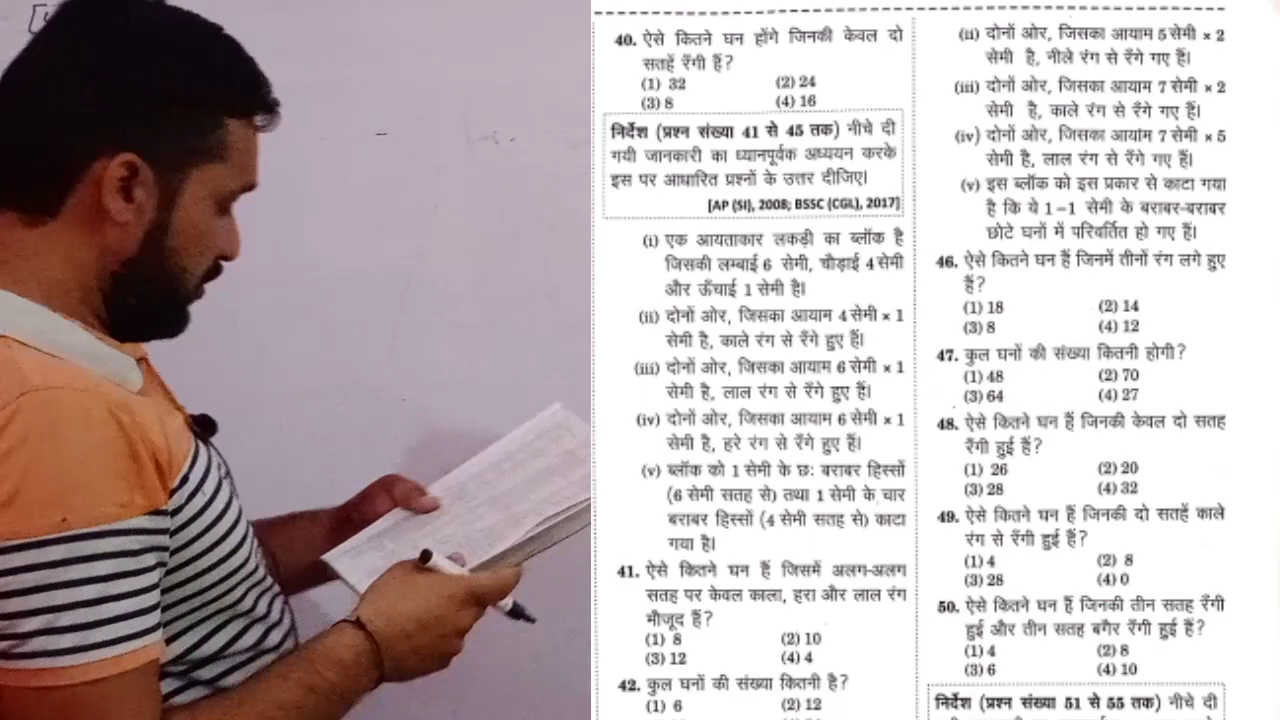 40. ऐसे कितने घन होंगे जिनकी केवल दो
सतहें रँगी हैं?
(1) 32 (2) 24
(3) 8 (4) 16
निर्देश (प्रश्न संख्या 41 से 45 तक) नीचे दी
गयी जानकारी का ध्यानपूर्वक अध्ययन करके
इस पर आधारित प्रश्नों के उत्तर दीजिए।
[AP (SI), 2008; BSSC (CGL), 2017]
(i) एक आयताकार लकड़ी का ब्लॉक है
जिसकी लम्बाई 6 सेमी, चौड़ाई 4 सेमी
और ऊँचाई 1 सेमी है।
(ii) दोनों ओर, जिसका आयाम 4 सेमी × 1
सेमी है, काले रंग से रँगे हुए हैं।
(iii) दोनों ओर, जिसका आयाम 6 सेमी × 1
सेमी है, लाल रंग से रँगे हुए हैं।
(iv) दोनों ओर, जिसका आयाम 6 सेमी × 1
सेमी है, हरे रंग से रँगे हुए हैं।
(v) ब्लॉक को 1 सेमी के छः बराबर हिस्सों
(6 सेमी सतह से) तथा 1 सेमी के चार
बराबर हिस्सों (4 सेमी सतह से) काटा
गया है।
41. ऐसे कितने घन हैं जिसमें अलग-अलग
सतह पर केवल काला, हरा और लाल रंग
मौजूद हैं?
(1) 8 (2) 10
(3) 12 (4) 4
42. कुल घनों की संख्या कितनी है?
(1) 6 (2) 12
(ii) दोनों ओर, जिसका आयाम 5 सेमी × 2
सेमी है, नीले रंग से रँगे गए हैं।
(iii) दोनों ओर, जिसका आयाम 7 सेमी × 2
सेमी है, काले रंग से रँगे गए हैं।
(iv) दोनों ओर, जिसका आयाम 7 सेमी × 5
सेमी है, लाल रंग से रँगे गए हैं।
(v) इस ब्लॉक को इस प्रकार से काटा गया
है कि ये 1-1 सेमी के बराबर-बराबर
छोटे घनों में परिवर्तित हो गए हैं।
46. ऐसे कितने घन हैं जिनमें तीनों रंग लगे हुए
हैं?
(1) 18 (2) 14
(3) 8 (4) 12
47. कुल घनों की संख्या कितनी होगी?
(1) 48 (2) 70
(3) 64 (4) 27
48. ऐसे कितने घन हैं जिनकी केवल दो सतह
रँगी हुई हैं?
(1) 26 (2) 20
(3) 28 (4) 32
49. ऐसे कितने घन हैं जिनकी दो सतहें काले
रंग से रँगी हुई हैं?
(1) 4 (2) 8
(3) 28 (4) 0
50. ऐसे कितने घन हैं जिनकी तीन सतह रँगी
हुई और तीन सतह बगैर रँगी हुई हैं?
(1) 4 (2) 8
(3) 6 (4) 10
निर्देश (प्रश्न संख्या 51 से 55 तक) नीचे दी